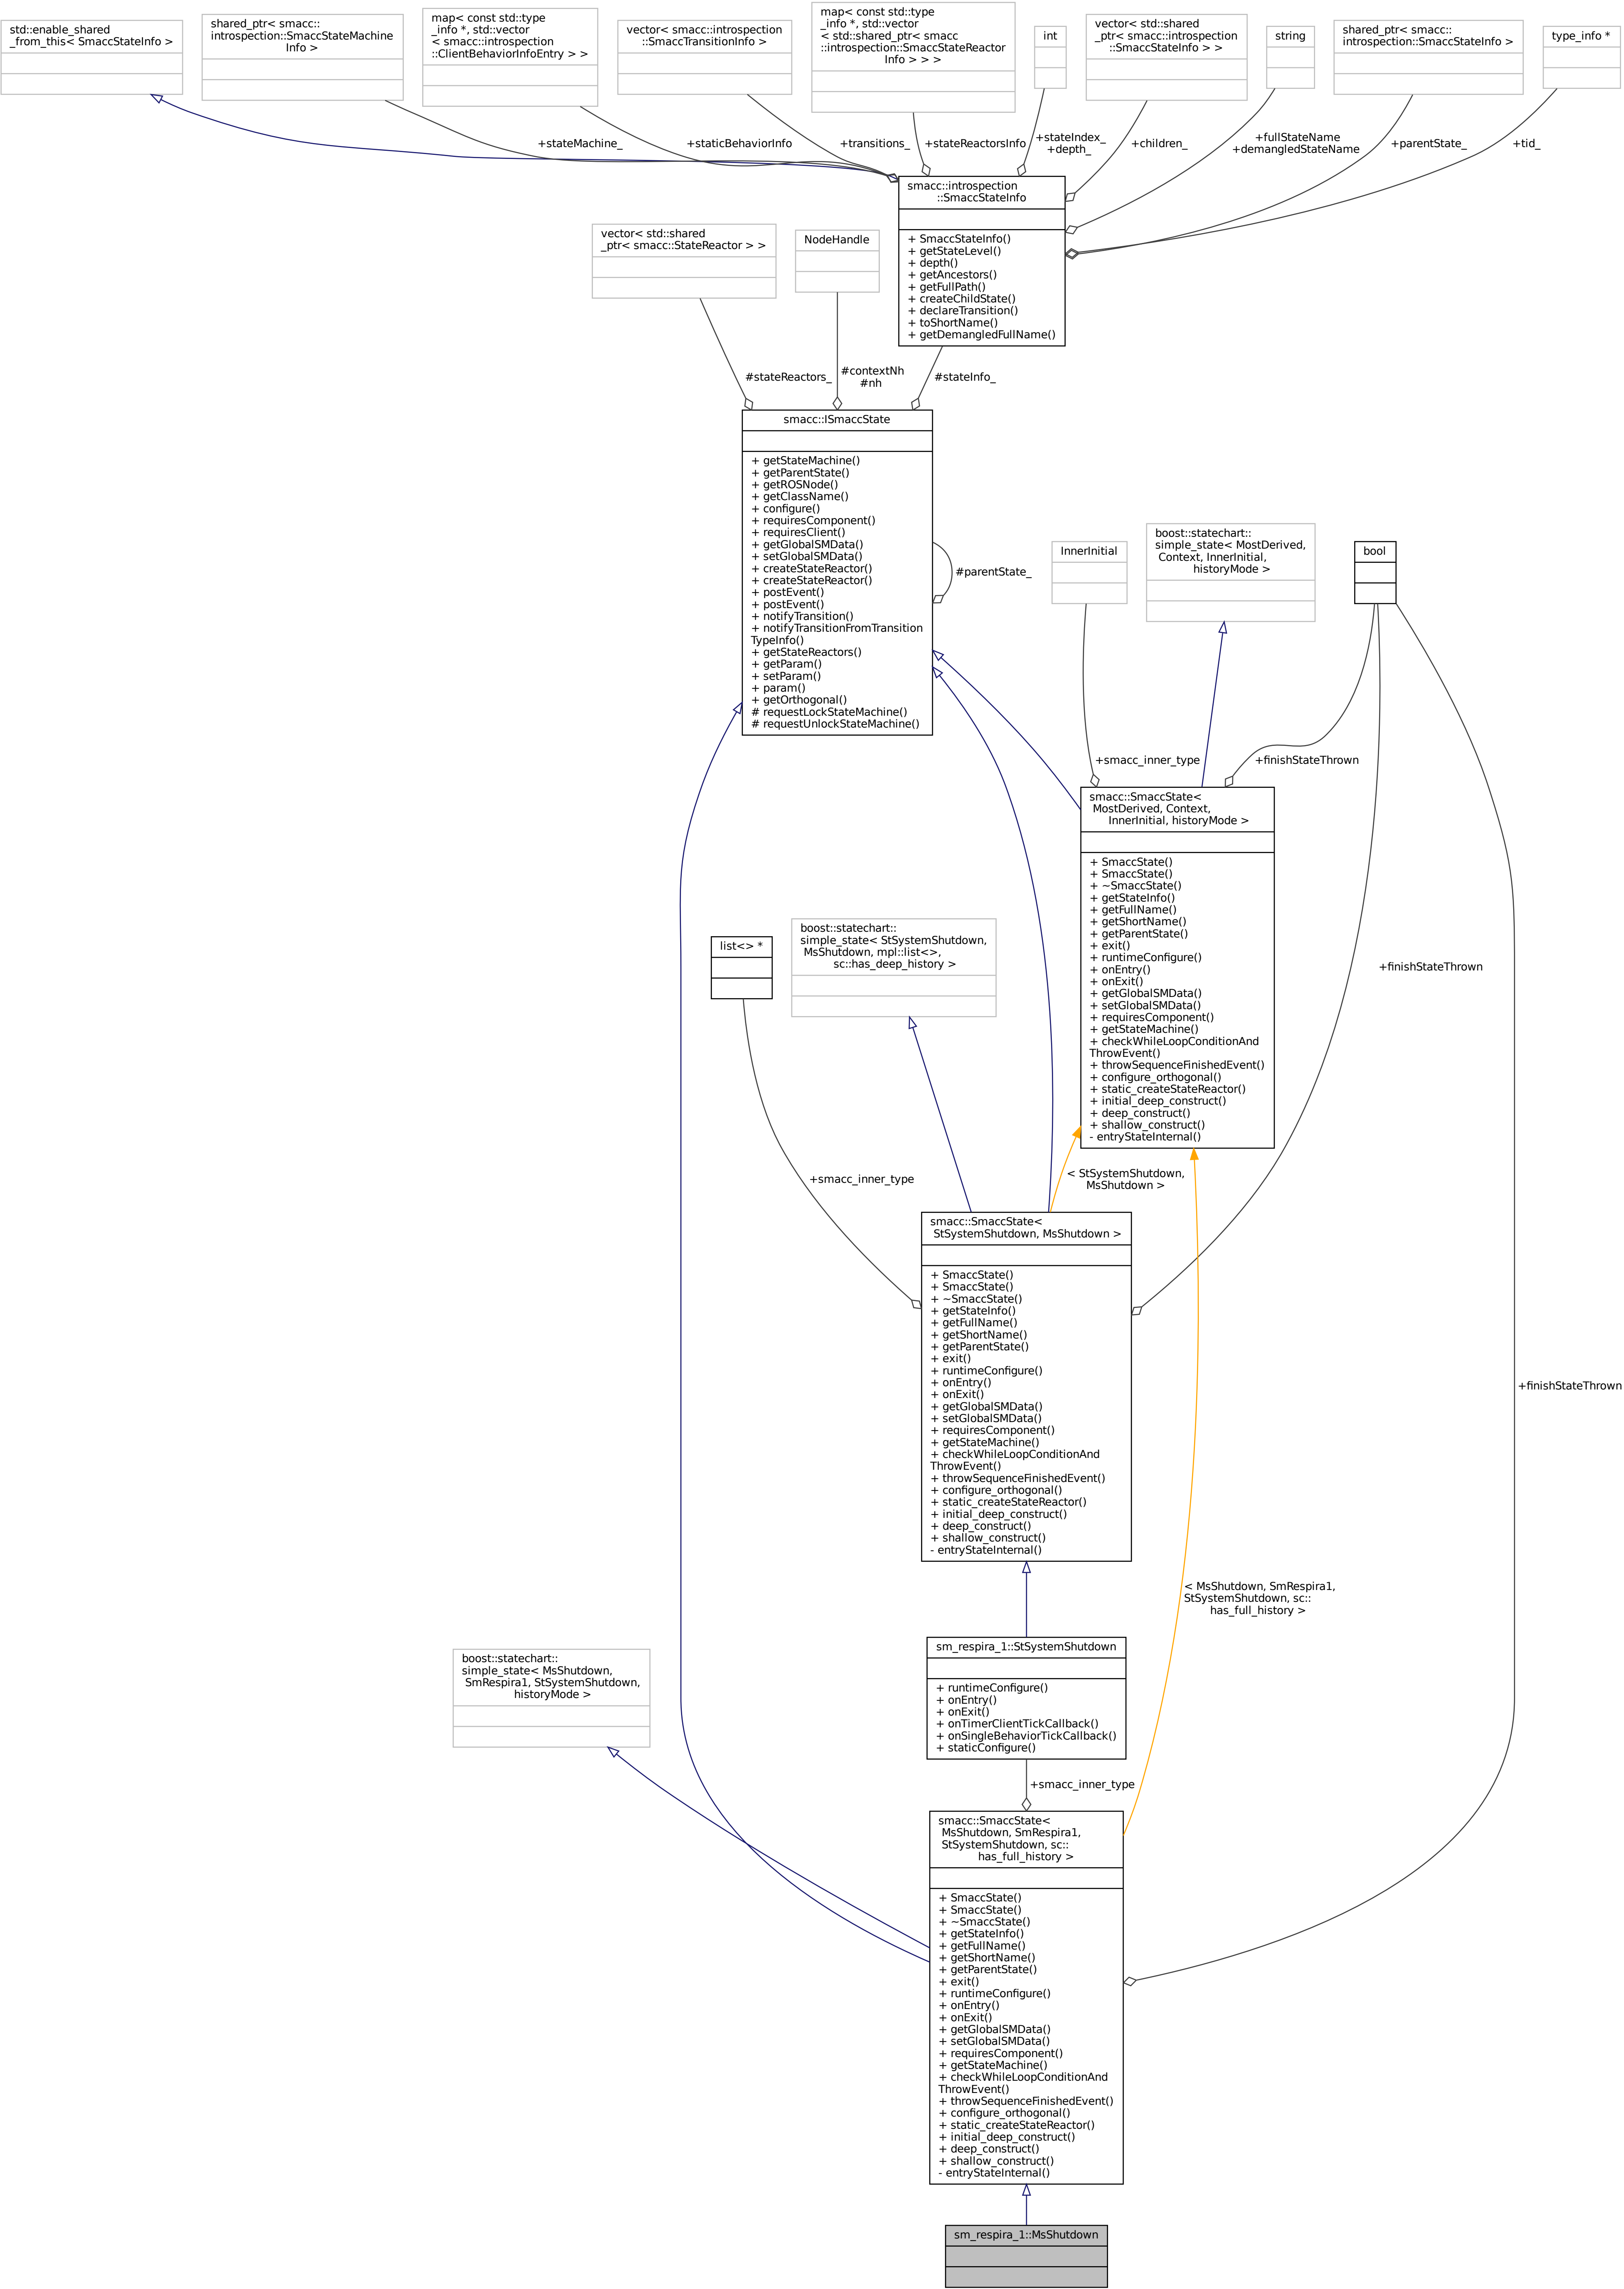 std::enable_shared
_from_this< SmaccStateInfo >
shared_ptr< smacc::
introspection::SmaccStateMachine
Info >
map< const std::type
_info *, std::vector
< smacc::introspection
::ClientBehaviorInfoEntry > >
vector< smacc::introspection
::SmaccTransitionInfo >
map< const std::type
_info *, std::vector
< std::shared_ptr< smacc
::introspection::SmaccStateReactor
Info > > >
int
vector< std::shared
_ptr< smacc::introspection
::SmaccStateInfo > >
string
shared_ptr< smacc::
introspection::SmaccStateInfo >
type_info *
+stateMachine_
+staticBehaviorInfo
+transitions_
+stateReactorsInfo
+stateIndex_
+depth_
+children_
+fullStateName
+demangledStateName
+parentState_
+tid_
smacc::introspection
::SmaccStateInfo
+ SmaccStateInfo()
+ getStateLevel()
+ depth()
+ getAncestors()
+ getFullPath()
+ createChildState()
+ declareTransition()
+ toShortName()
+ getDemangledFullName()
vector< std::shared
_ptr< smacc::StateReactor > >
NodeHandle
#stateReactors_
#contextNh
#nh
#stateInfo_
smacc::ISmaccState
+ getStateMachine()
+ getParentState()
+ getROSNode()
+ getClassName()
+ configure()
+ requiresComponent()
+ requiresClient()
+ getGlobalSMData()
+ setGlobalSMData()
+ createStateReactor()
+ createStateReactor()
+ postEvent()
+ postEvent()
+ notifyTransition()
+ notifyTransitionFromTransition
TypeInfo()
+ getStateReactors()
+ getParam()
+ setParam()
+ param()
+ getOrthogonal()
# requestLockStateMachine()
# requestUnlockStateMachine()
#parentState_
InnerInitial
boost::statechart::
simple_state< MostDerived,
Context, InnerInitial,
historyMode >
bool
+smacc_inner_type
+finishStateThrown
smacc::SmaccState<
MostDerived, Context,
InnerInitial, historyMode >
+ SmaccState()
+ SmaccState()
+ ~SmaccState()
+ getStateInfo()
+ getFullName()
+ getShortName()
+ getParentState()
+ exit()
+ runtimeConfigure()
+ onEntry()
+ onExit()
+ getGlobalSMData()
+ setGlobalSMData()
+ requiresComponent()
+ getStateMachine()
+ checkWhileLoopConditionAnd
ThrowEvent()
+ throwSequenceFinishedEvent()
+ configure_orthogonal()
+ static_createStateReactor()
+ initial_deep_construct()
+ deep_construct()
+ shallow_construct()
- entryStateInternal()
list<> *
boost::statechart::
simple_state< StSystemShutdown,
MsShutdown, mpl::list<>,
sc::has_deep_history >
+finishStateThrown
+smacc_inner_type
< StSystemShutdown,
MsShutdown >
smacc::SmaccState<
StSystemShutdown, MsShutdown >
+ SmaccState()
+ SmaccState()
+ ~SmaccState()
+ getStateInfo()
+ getFullName()
+ getShortName()
+ getParentState()
+ exit()
+ runtimeConfigure()
+ onEntry()
+ onExit()
+ getGlobalSMData()
+ setGlobalSMData()
+ requiresComponent()
+ getStateMachine()
+ checkWhileLoopConditionAnd
ThrowEvent()
+ throwSequenceFinishedEvent()
+ configure_orthogonal()
+ static_createStateReactor()
+ initial_deep_construct()
+ deep_construct()
+ shallow_construct()
- entryStateInternal()
+finishStateThrown
< MsShutdown, SmRespira1,
StSystemShutdown, sc::
has_full_history >
boost::statechart::
simple_state< MsShutdown,
SmRespira1, StSystemShutdown,
historyMode >
sm_respira_1::StSystemShutdown
+ runtimeConfigure()
+ onEntry()
+ onExit()
+ onTimerClientTickCallback()
+ onSingleBehaviorTickCallback()
+ staticConfigure()
+smacc_inner_type
smacc::SmaccState<
MsShutdown, SmRespira1,
StSystemShutdown, sc::
has_full_history >
+ SmaccState()
+ SmaccState()
+ ~SmaccState()
+ getStateInfo()
+ getFullName()
+ getShortName()
+ getParentState()
+ exit()
+ runtimeConfigure()
+ onEntry()
+ onExit()
+ getGlobalSMData()
+ setGlobalSMData()
+ requiresComponent()
+ getStateMachine()
+ checkWhileLoopConditionAnd
ThrowEvent()
+ throwSequenceFinishedEvent()
+ configure_orthogonal()
+ static_createStateReactor()
+ initial_deep_construct()
+ deep_construct()
+ shallow_construct()
- entryStateInternal()
sm_respira_1::MsShutdown